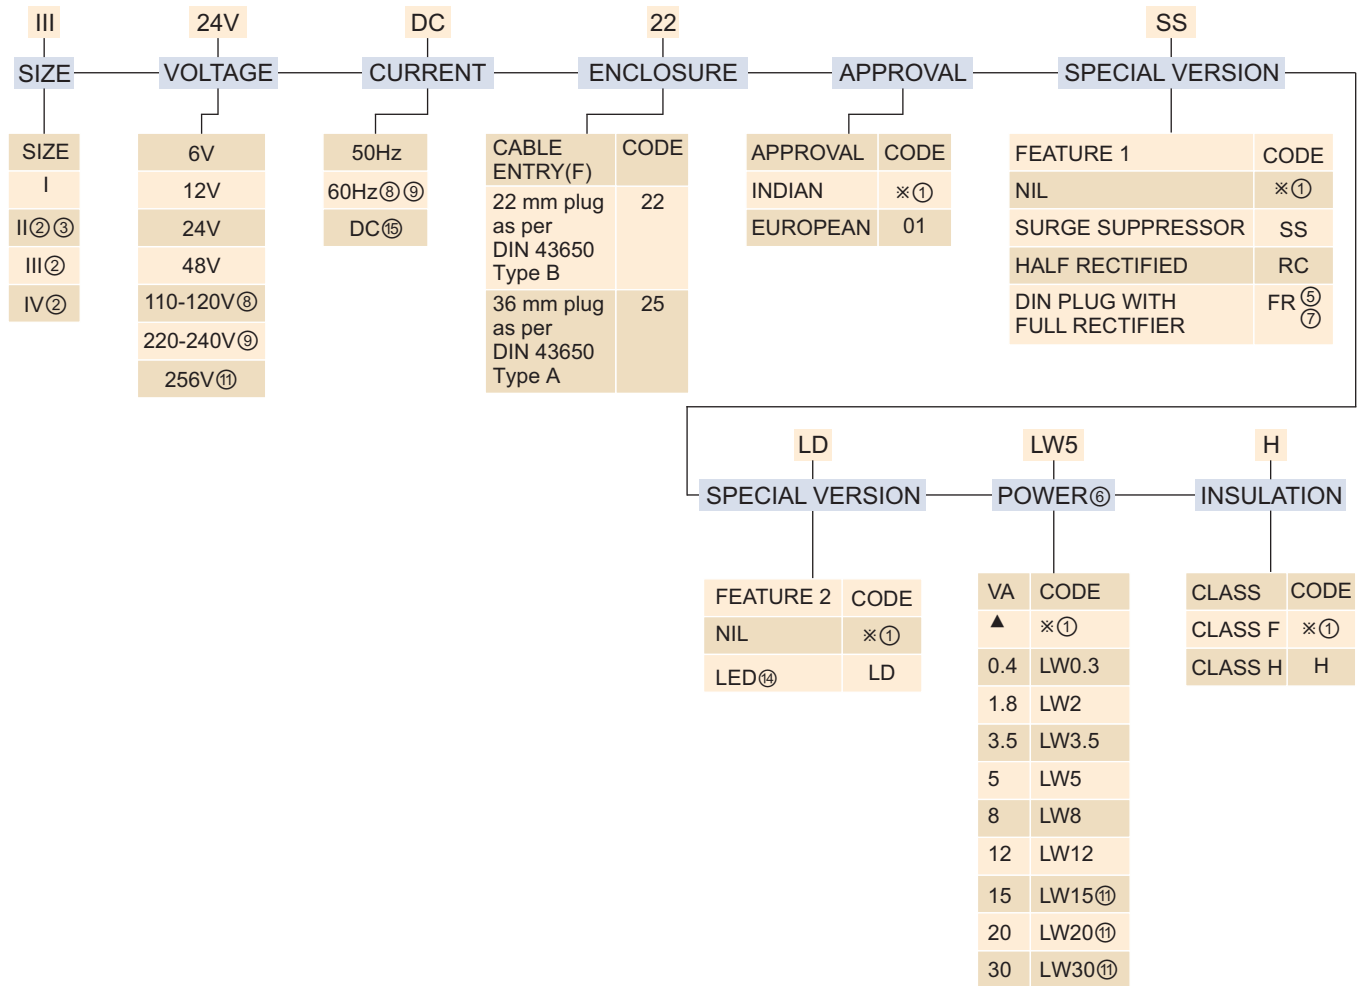 III 24V DC 22 SS
SIZE VOLTAGE CURRENT ENCLOSURE APPROVAL SPECIAL VERSION
SIZE
I
II②③
III②
IV②
6V
12V
24V
48V
110-120V⑧
220-240V⑨
256V⑪
50Hz
60Hz⑧⑨
DC⑮
CABLE CODE
ENTRY(F)
22 mm plug 22
as per
DIN 43650
Type B
36 mm plug 25
as per
DIN 43650
Type A
APPROVAL CODE
INDIAN ※①
EUROPEAN 01
FEATURE 1 CODE
NIL ※①
SURGE SUPPRESSOR SS
HALF RECTIFIED RC
DIN PLUG WITH FR⑤
FULL RECTIFIER ⑦
LD LW5 H
SPECIAL VERSION POWER⑥ INSULATION
FEATURE 2 CODE
NIL ※①
LED⑭ LD
VA CODE
▲ ※①
0.4 LW0.3
1.8 LW2
3.5 LW3.5
5 LW5
8 LW8
12 LW12
15 LW15⑪
20 LW20⑪
30 LW30⑪
CLASS CODE
CLASS F ※①
CLASS H H